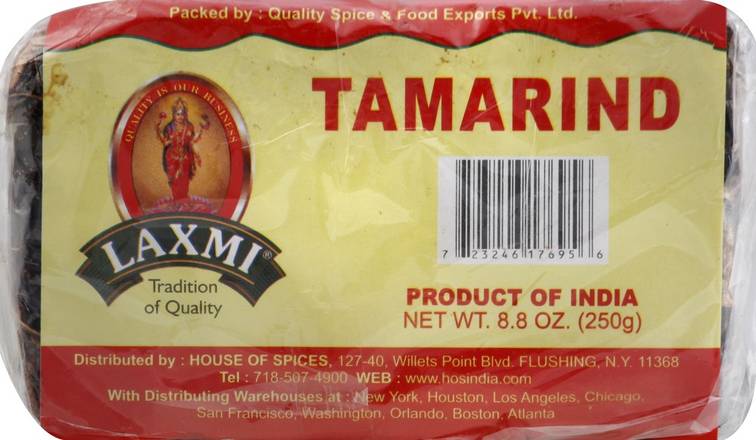 Packed by : Quality Spice & Food Exports Pvt. Ltd.
QUALITY IS OUR BUSINESS
TAMARIND
LAXMI®
Tradition
of Quality
7 23246 17695 6
PRODUCT OF INDIA
NET WT. 8.8 OZ. (250g)
Distributed by : HOUSE OF SPICES, 127-40, Willets Point Blvd. FLUSHING, N.Y. 11368
Tel : 718-507-4900 WEB : www.hosindia.com
With Distributing Warehouses at : New York, Houston, Los Angeles, Chicago,
San Francisco, Washington, Orlando, Boston, Atlanta